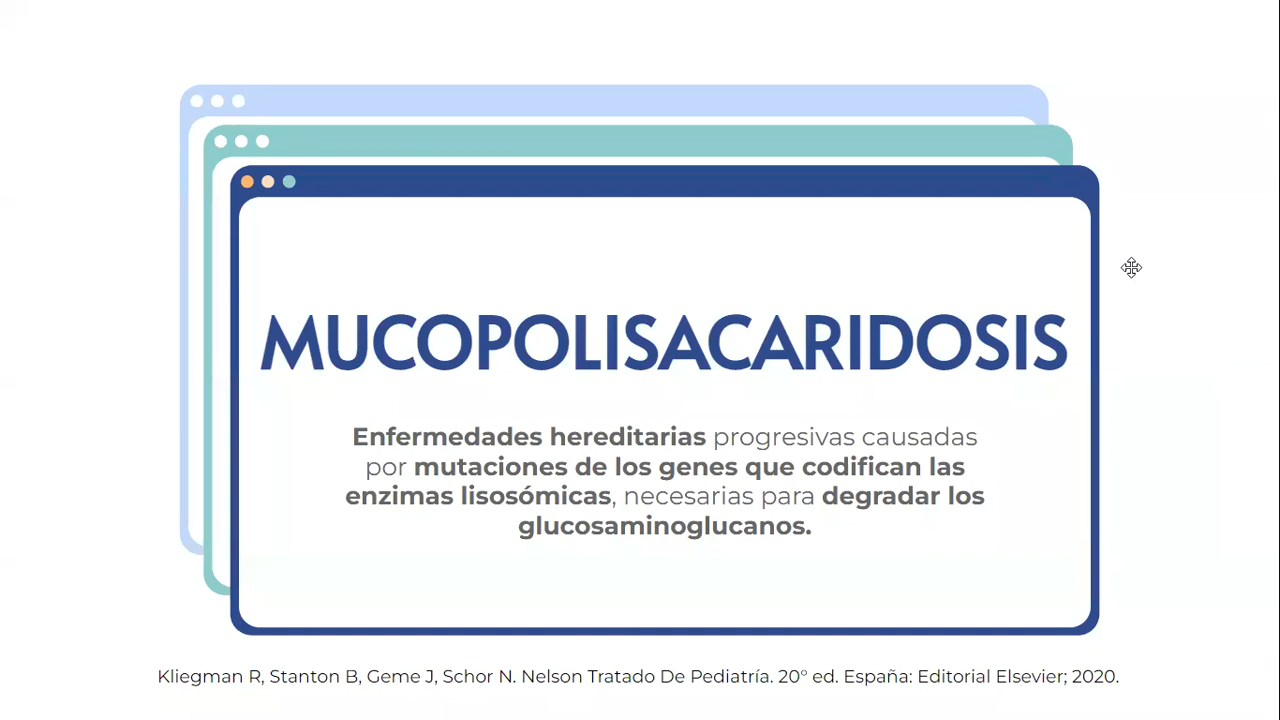 MUCOPOLISACARIDOSIS
Enfermedades hereditarias progresivas causadas
por mutaciones de los genes que codifican las
enzimas lisosómicas, necesarias para degradar los
glucosaminoglucanos.
Kliegman R, Stanton B, Geme J, Schor N. Nelson Tratado De Pediatría. 20° ed. España: Editorial Elsevier; 2020.